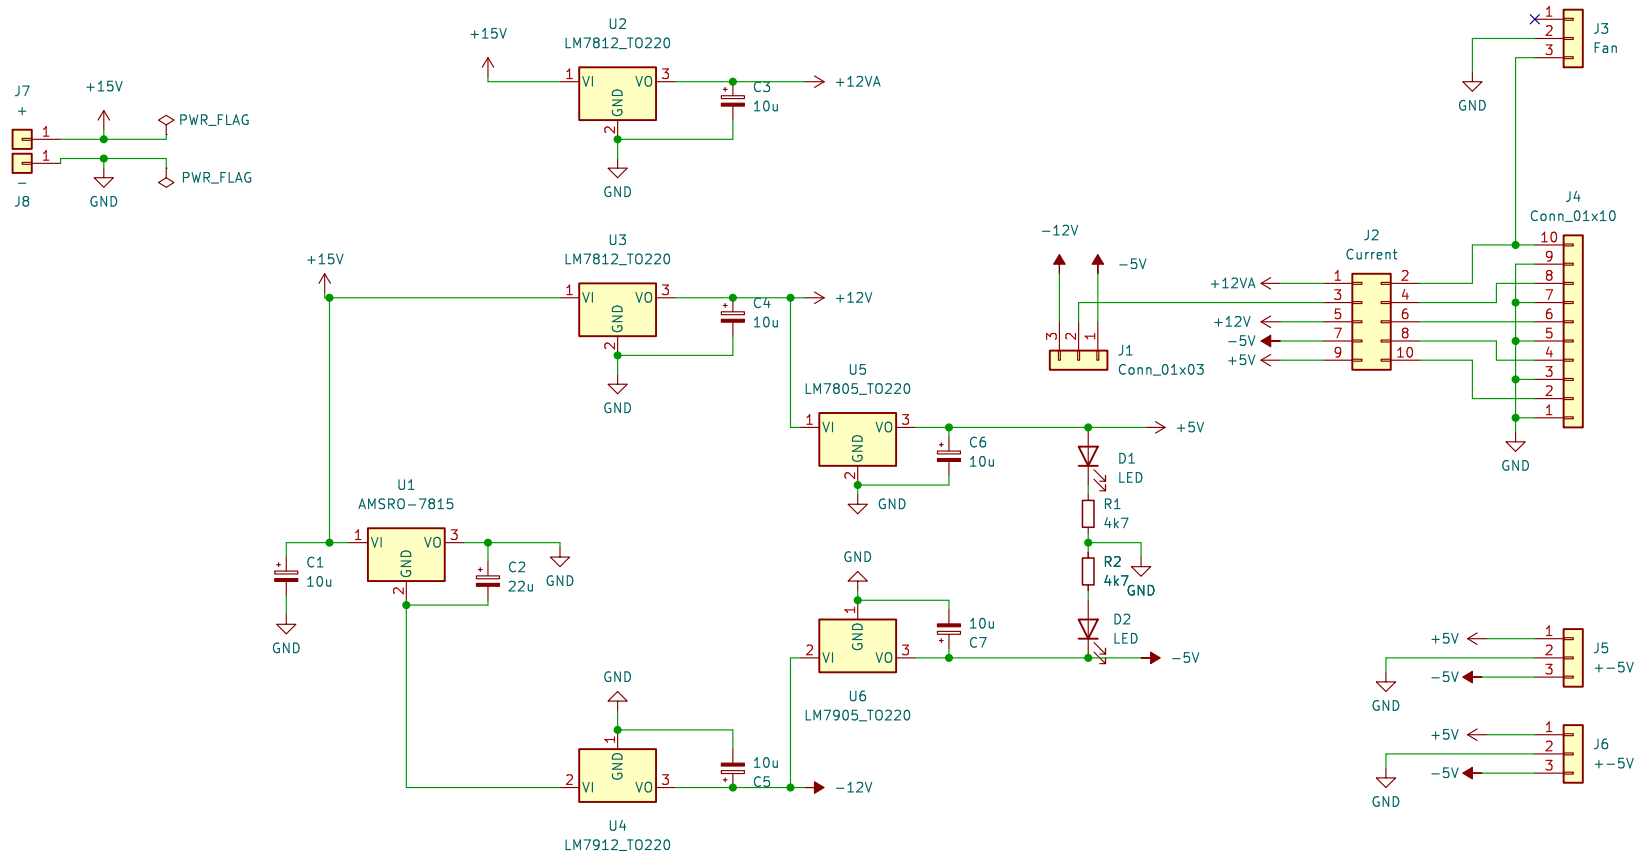 J7
+
1
1
−
J8
+15V
PWR_FLAG
PWR_FLAG
GND
+15V
U2
LM7812_TO220
1 VI VO 3
GND
2
C3
10u
+12VA
GND
+15V
U3
LM7812_TO220
1 VI VO 3
GND
2
C4
10u
+12V
GND
U5
LM7805_TO220
1 VI VO 3
GND
2
C6
10u
GND
+5V
D1
LED
R1
4k7
R2
4k7
GND
D2
LED
U1
AMSRO-7815
1 VI VO 3
GND
2
C1
10u
GND
C2
22u
GND
GND
1
GND
2 VI VO 3
10u
C7
-5V
U6
LM7905_TO220
GND
1
GND
2 VI VO 3
10u
C5
-12V
U4
LM7912_TO220
-12V
-5V
3 2 1
J1
Conn_01x03
J2
Current
+12VA 1 2
3 4
+12V 5 6
-5V 7 8
+5V 9 10
1
2
3
J3
Fan
GND
J4
Conn_01x10
10
9
8
7
6
5
4
3
2
1
GND
+5V 1
2
-5V 3
J5
+-5V
GND
+5V 1
2
-5V 3
J6
+-5V
GND